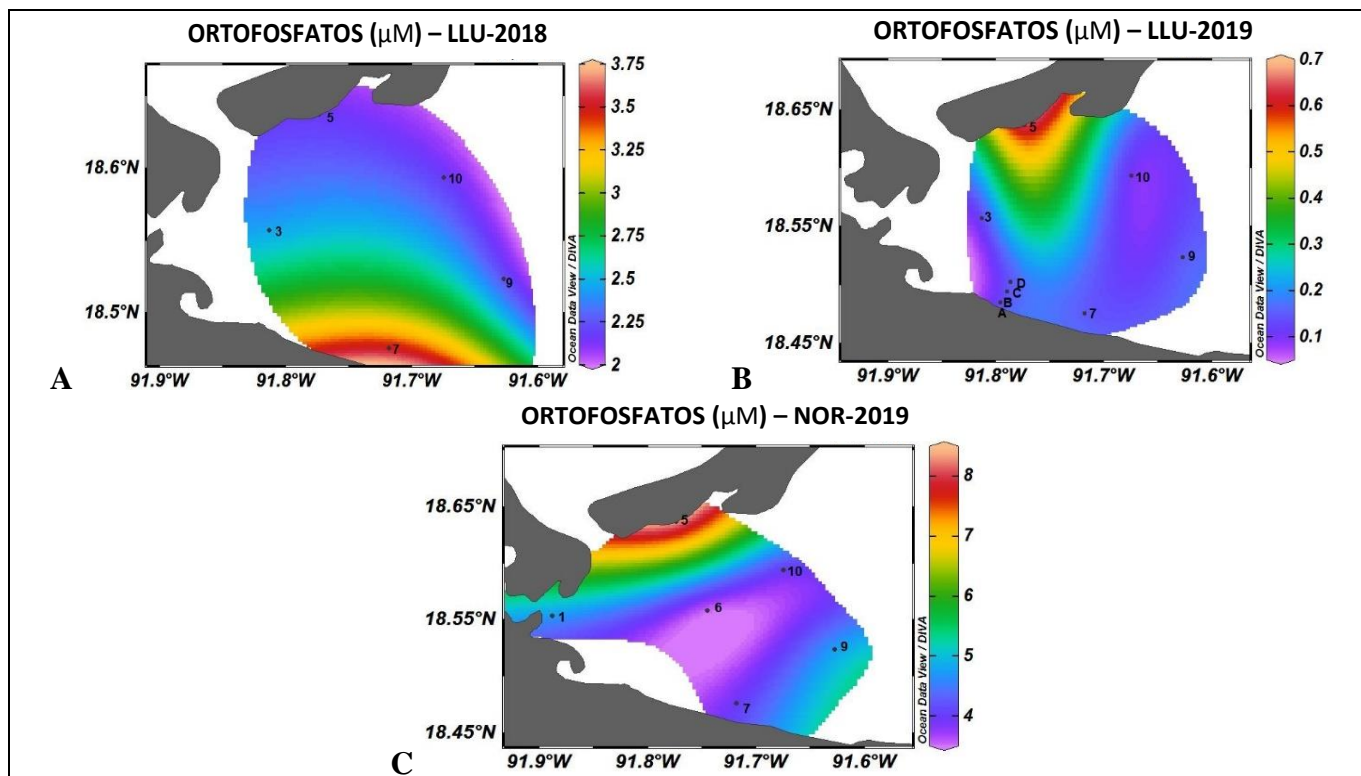 ORTOFOSFATOS (µM) – LLU-2018
3.75
3.5
3.25
3
2.75
2.5
2.25
2
18.6°N
18.5°N
91.9°W 91.8°W 91.7°W 91.6°W
5
10
3
9
7
Ocean Data View / DIVA
A
ORTOFOSFATOS (µM) – LLU-2019
0.7
0.6
0.5
0.4
0.3
0.2
0.1
18.65°N
18.55°N
18.45°N
91.9°W 91.8°W 91.7°W 91.6°W
5
10
3
9
D
C
B
A
7
Ocean Data View / DIVA
B
ORTOFOSFATOS (µM) – NOR-2019
8
7
6
5
4
18.65°N
18.55°N
18.45°N
91.9°W 91.8°W 91.7°W 91.6°W
5
10
1
6
9
7
Ocean Data View / DIVA
C